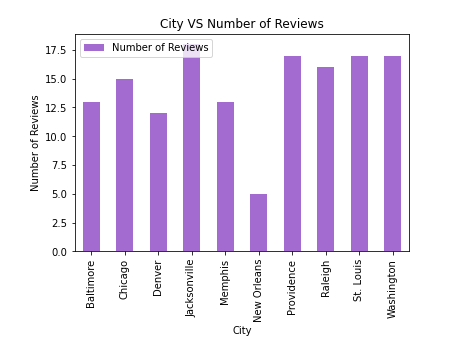 City VS Number of Reviews
Number of Reviews
Number of Reviews
17.5
15.0
12.5
10.0
7.5
5.0
2.5
0.0
Baltimore
Chicago
Denver
Jacksonville
Memphis
New Orleans
Providence
Raleigh
St. Louis
Washington
City